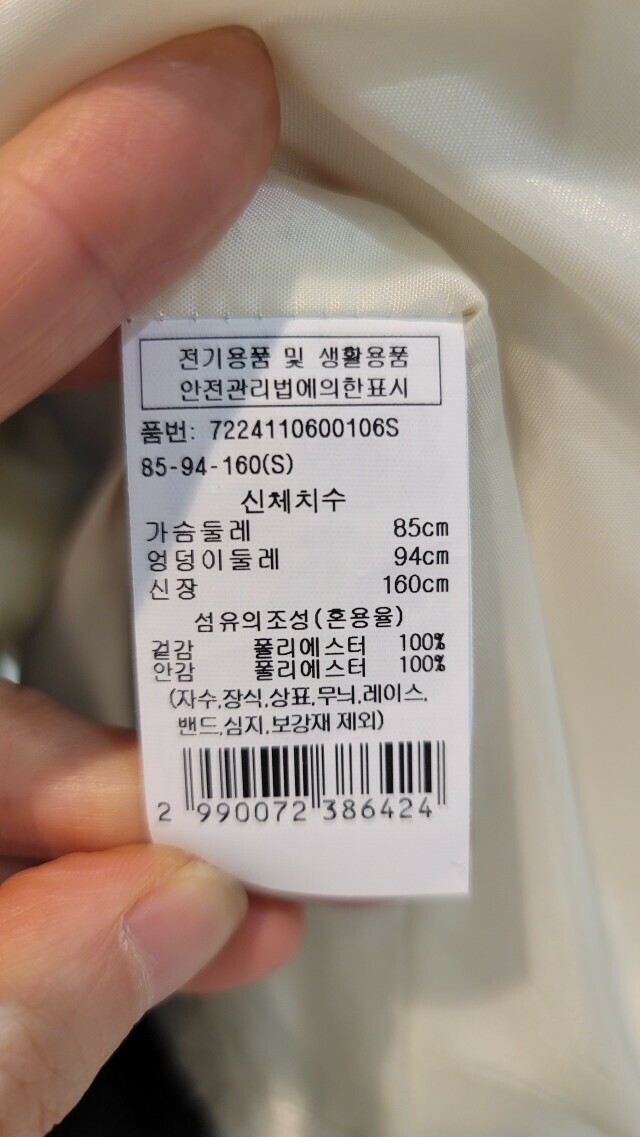 전기용품 및 생활용품
안전관리법에의한표시
품번: 7224110600106S
85-94-160(S)
신체치수
가슴둘레 85cm
엉덩이둘레 94cm
신장 160cm
섬유의조성(혼용율)
겉감 폴리에스터 100%
안감 폴리에스터 100%
(자수,장식,상표,무늬,레이스,
밴드,심지,보강재 제외)
2 990072 386424